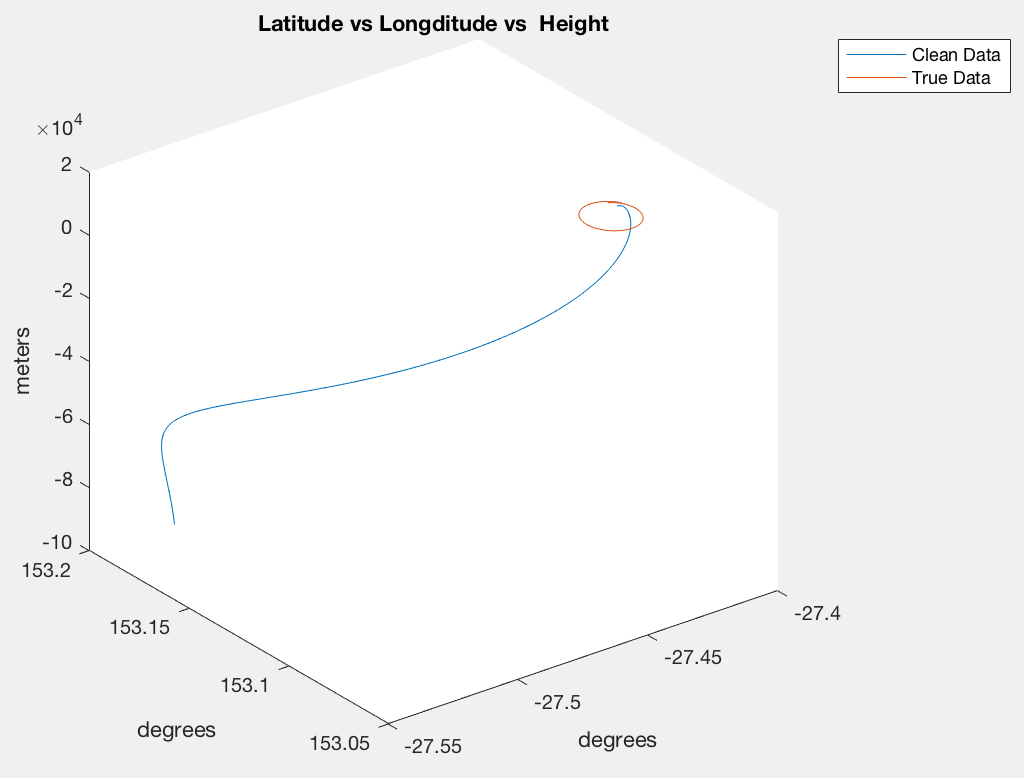 Latitude vs Longditude vs  Height
Clean Data
True Data
×10^4
2
0
-2
-4
-6
-8
-10
meters
153.2
153.15
153.1
153.05
degrees
-27.55
-27.5
-27.45
-27.4
degrees